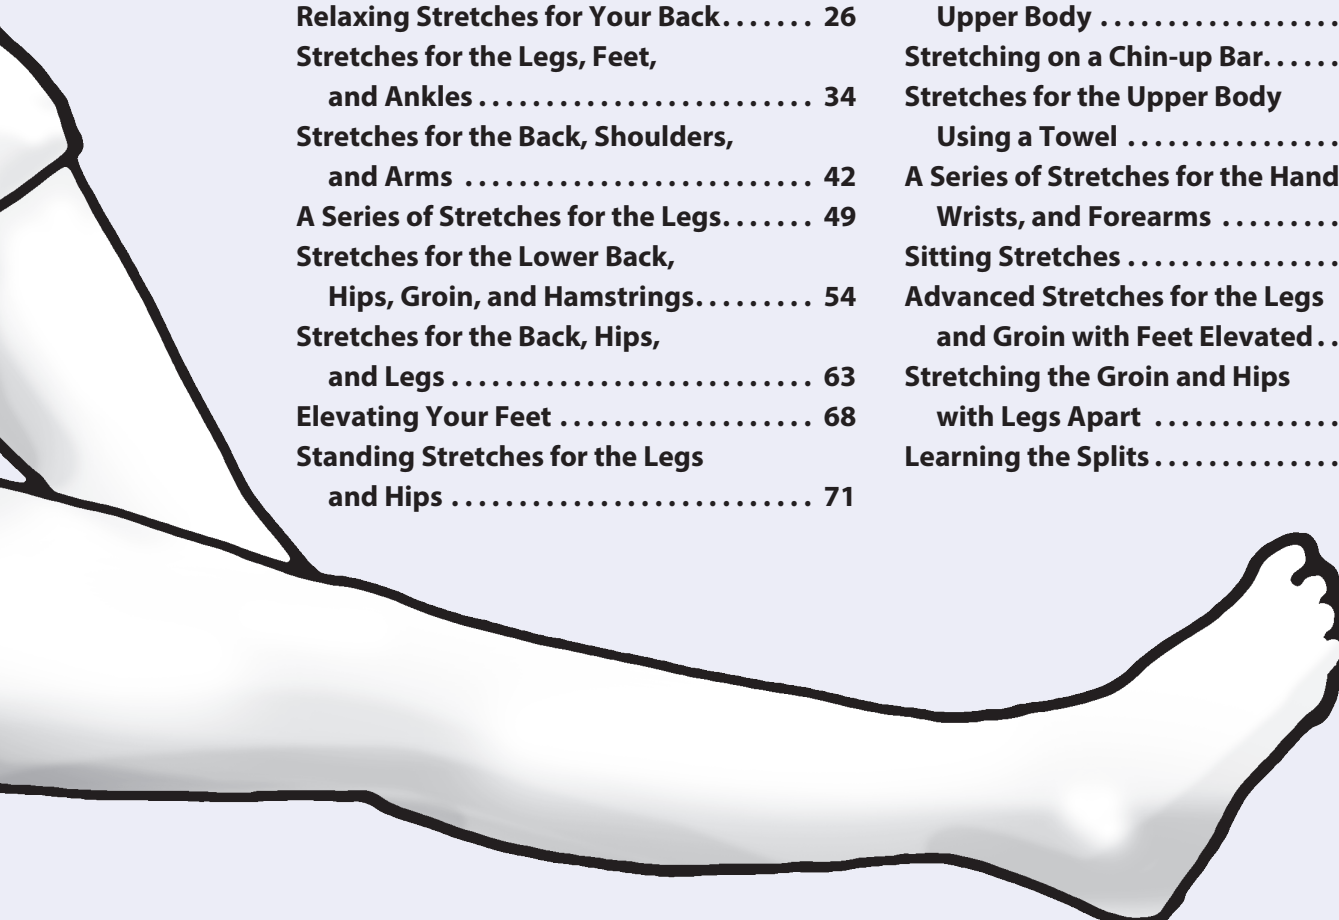 Relaxing Stretches for Your Back....... 26
Stretches for the Legs, Feet,
and Ankles......................... 34
Stretches for the Back, Shoulders,
and Arms .......................... 42
A Series of Stretches for the Legs....... 49
Stretches for the Lower Back,
Hips, Groin, and Hamstrings......... 54
Stretches for the Back, Hips,
and Legs........................... 63
Elevating Your Feet ................... 68
Standing Stretches for the Legs
and Hips ........................... 71
Upper Body ..................
Stretching on a Chin-up Bar......
Stretches for the Upper Body
Using a Towel ................
A Series of Stretches for the Hand
Wrists, and Forearms .........
Sitting Stretches ................
Advanced Stretches for the Legs
and Groin with Feet Elevated..
Stretching the Groin and Hips
with Legs Apart ..............
Learning the Splits..............